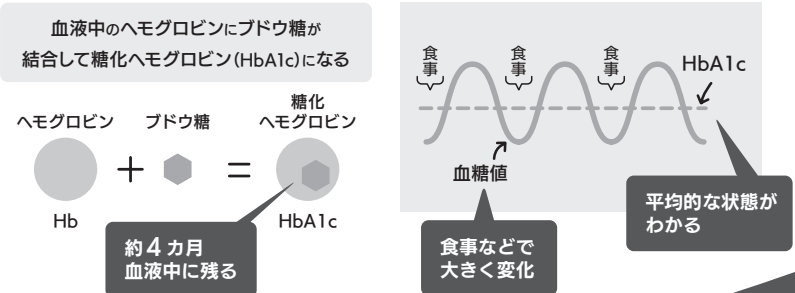 血液中のヘモグロビンにブドウ糖が
結合して糖化ヘモグロビン(HbA1c)になる
ヘモグロビン
ブドウ糖
糖化
ヘモグロビン
+
=
Hb
HbA1c
約4カ月
血液中に残る
食事
食事
食事
HbA1c
血糖値
食事などで
大きく変化
平均的な状態が
わかる